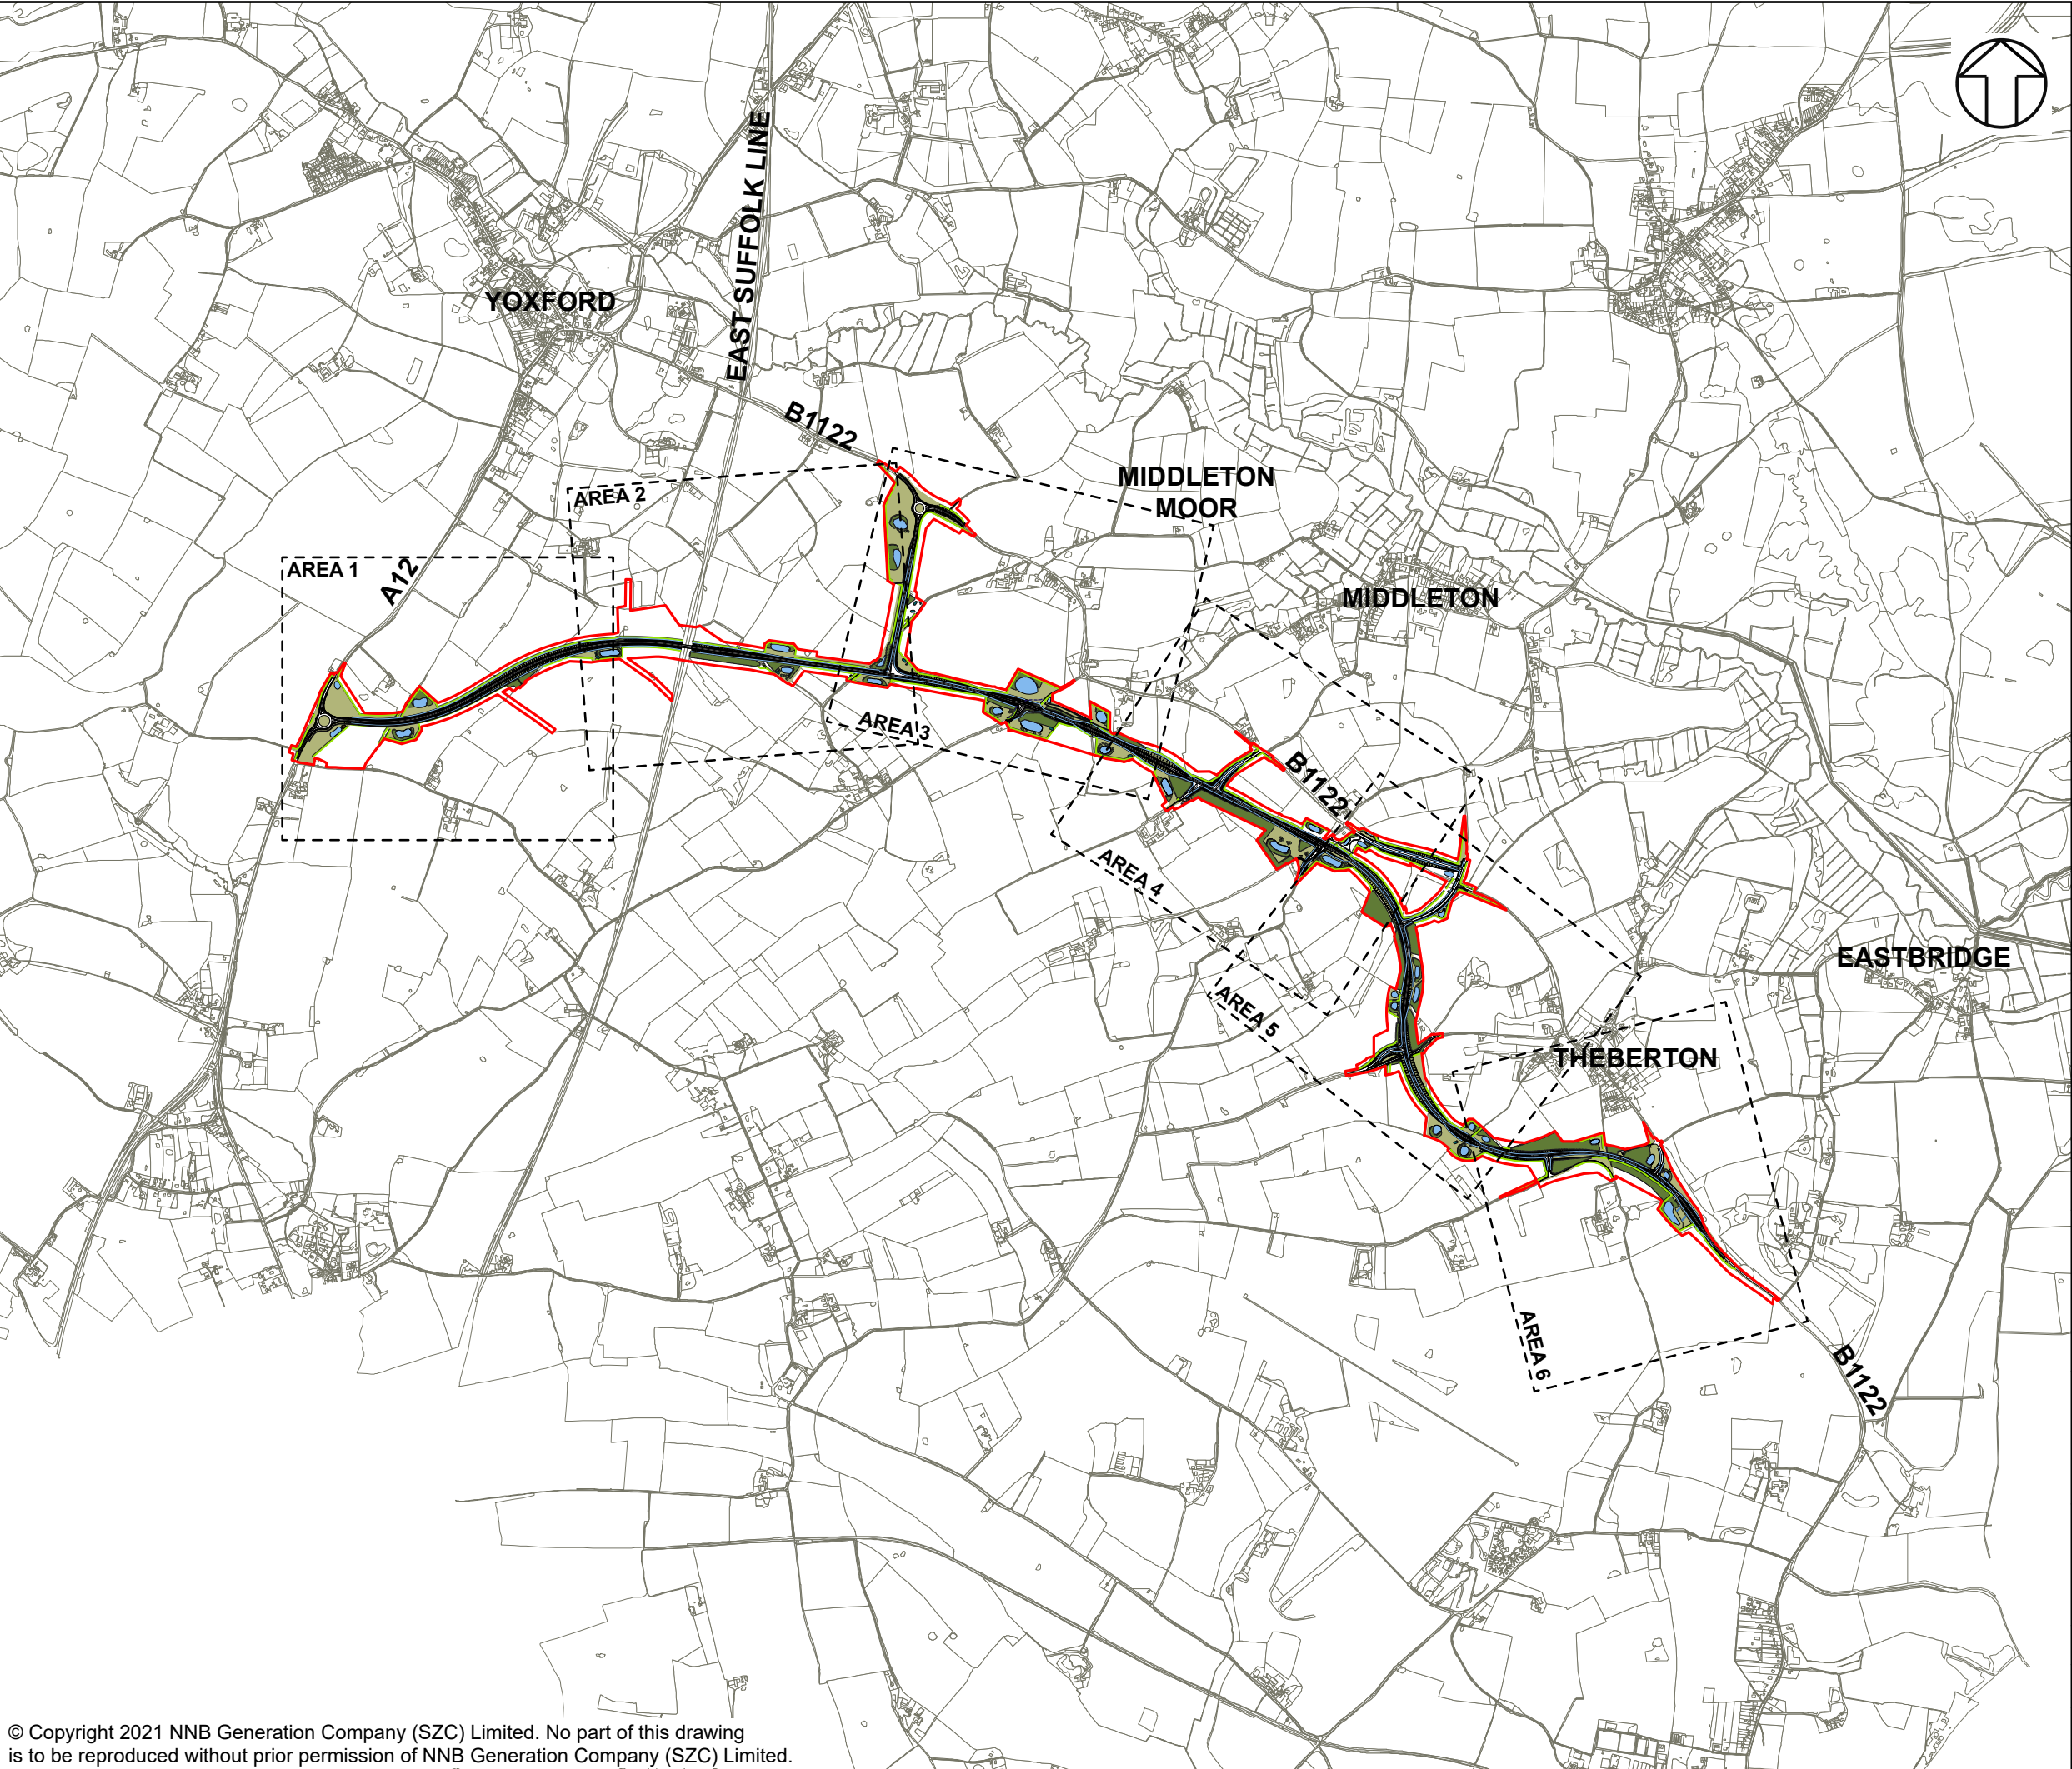 EAST SUFFOLK LINE
YOXFORD
B1122
MIDDLETON
MOOR
AREA 2
AREA 1
A12
MIDDLETON
AREA 3
B1122
AREA 4
EASTBRIDGE
AREA 5
THEBERTON
AREA 6
B1122
© Copyright 2021 NNB Generation Company (SZC) Limited. No part of this drawing
is to be reproduced without prior permission of NNB Generation Company (SZC) Limited.